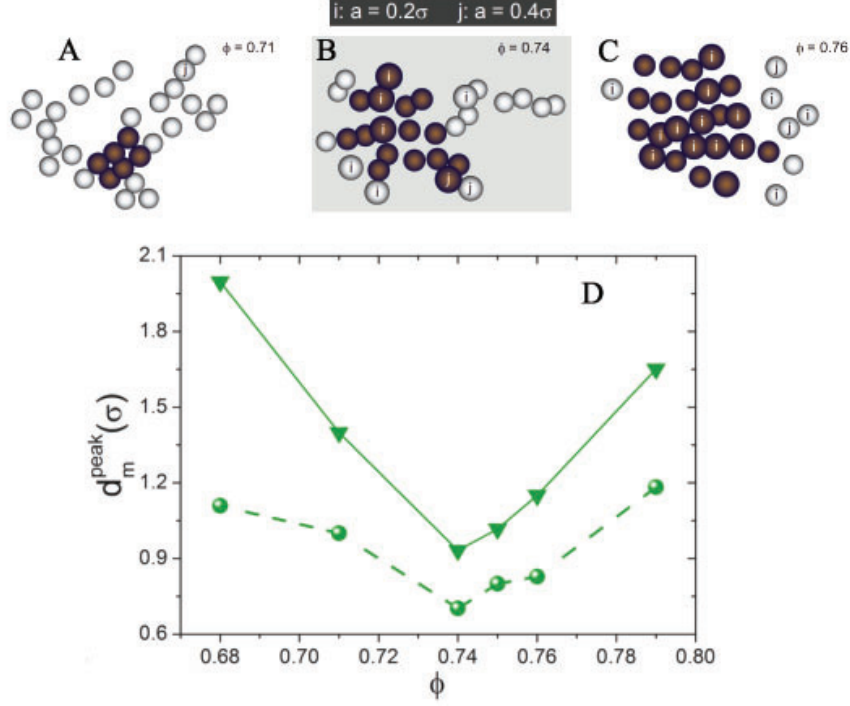 i: a = 0.2σ j: a = 0.4σ
A
ϕ = 0.71
j
B
ϕ = 0.74
i
i
i
i
i
i
j
j
C
ϕ = 0.76
i
j
i
i
i
i
i
i
j
i
i
i
i
i
i
D
2.1
1.8
1.5
1.2
0.9
0.6
d_m^peak(σ)
0.68
0.70
0.72
0.74
0.76
0.78
0.80
ϕ